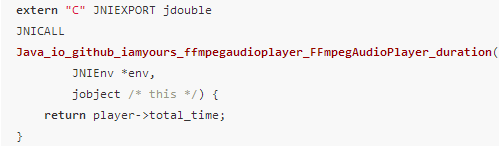 extern "C" JNIEXPORT jdouble
JNICALL
Java_io_github_iamyours_ffmpegaudioplayer_FFmpegAudioPlayer_duration(
        JNIEnv *env,
        jobject /* this */) {
    return player->total_time;
}